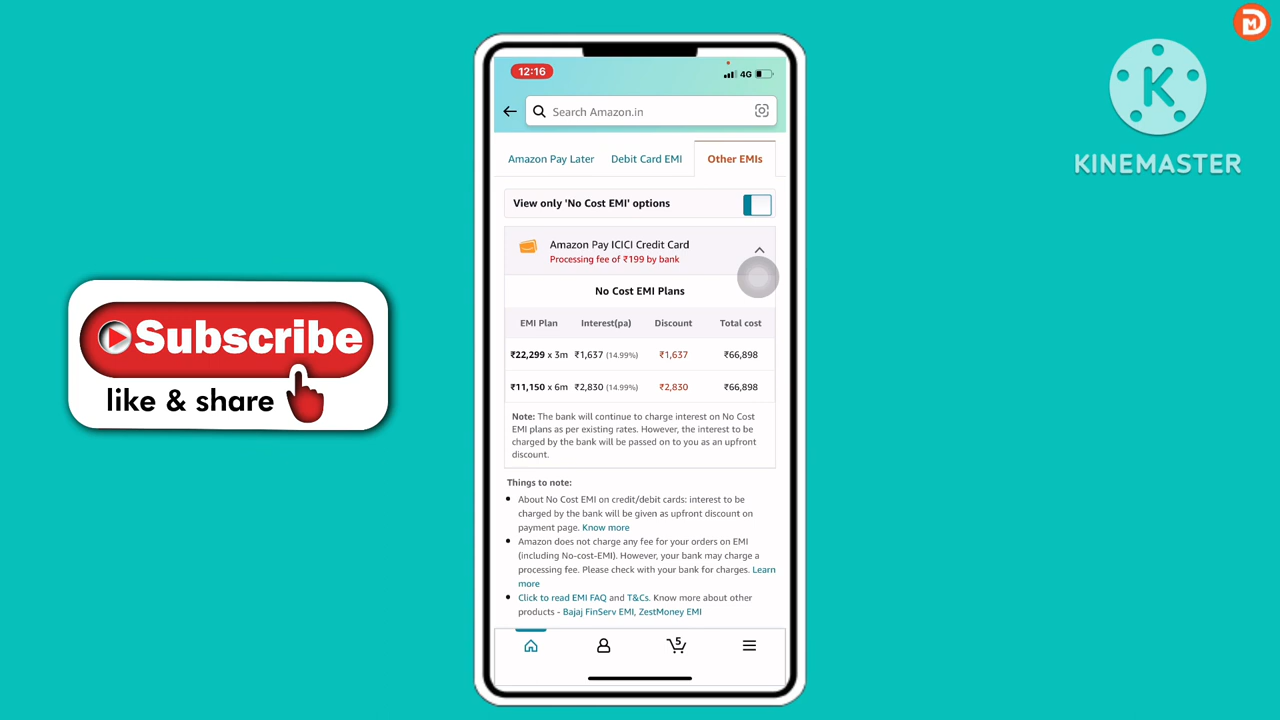 12:16
4G
Search Amazon.in
Amazon Pay Later
Debit Card EMI
Other EMIs
View only 'No Cost EMI' options
Amazon Pay ICICI Credit Card
Processing fee of ₹199 by bank
No Cost EMI Plans
EMI Plan Interest(pa) Discount Total cost
₹22,299 x 3m ₹1,637 (14.99%) ₹1,637 ₹66,898
₹11,150 x 6m ₹2,830 (14.99%) ₹2,830 ₹66,898
Note: The bank will continue to charge interest on No Cost
EMI plans as per existing rates. However, the interest to be
charged by the bank will be passed on to you as an upfront
discount.
Things to note:
About No Cost EMI on credit/debit cards: interest to be
charged by the bank will be given as upfront discount on
payment page. Know more
Amazon does not charge any fee for your orders on EMI
(including No-cost-EMI). However, your bank may charge a
processing fee. Please check with your bank for charges. Learn
more
Click to read EMI FAQ and T&Cs. Know more about other
products - Bajaj FinServ EMI, ZestMoney EMI
5
Subscribe
like & share
M
K
KINEMASTER